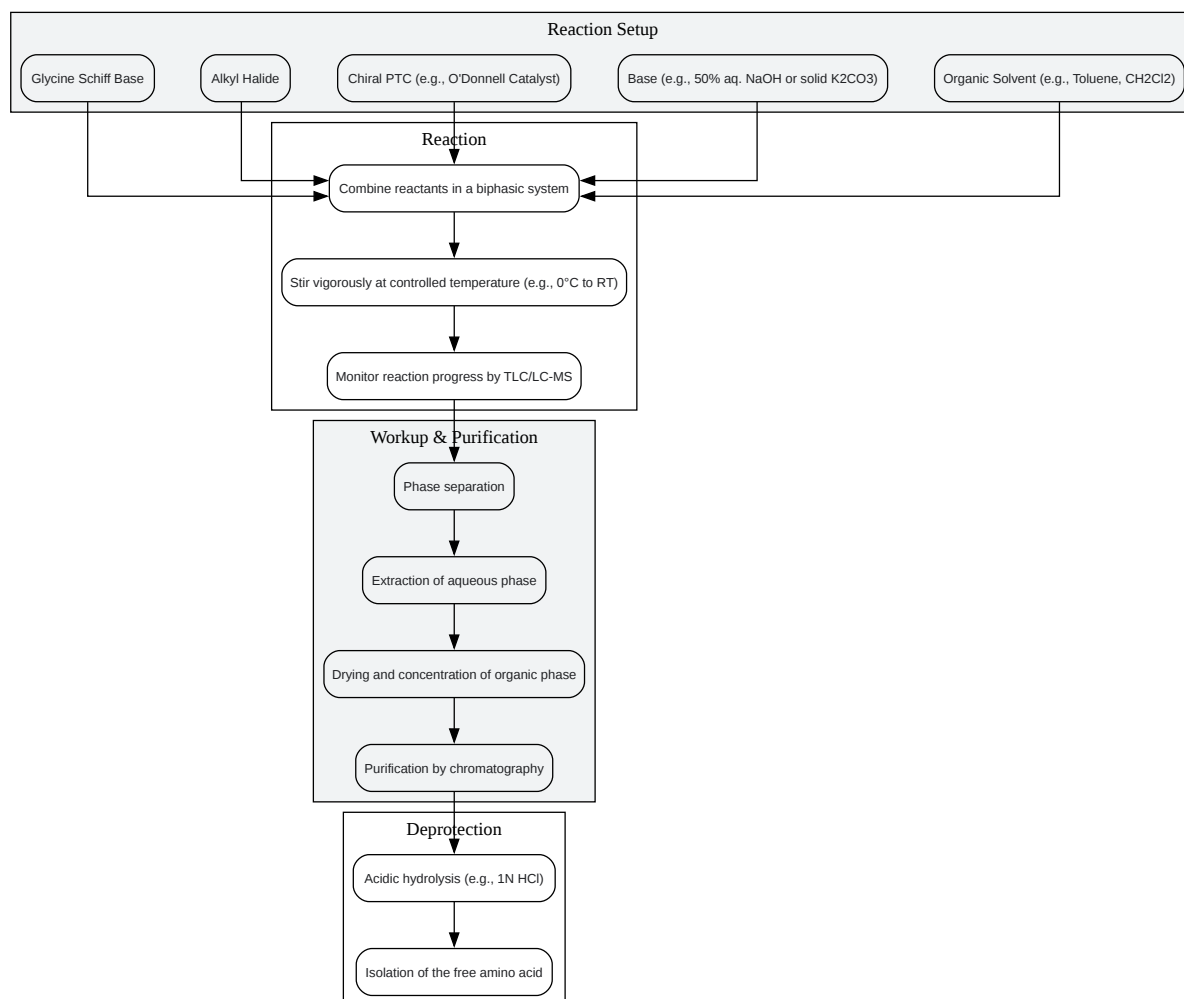 Reaction Setup
Glycine Schiff Base
Alkyl Halide
Chiral PTC (e.g., O'Donnell Catalyst)
Base (e.g., 50% aq. NaOH or solid K2CO3)
Organic Solvent (e.g., Toluene, CH2Cl2)
Reaction
Combine reactants in a biphasic system
Stir vigorously at controlled temperature (e.g., 0°C to RT)
Monitor reaction progress by TLC/LC-MS
Workup & Purification
Phase separation
Extraction of aqueous phase
Drying and concentration of organic phase
Purification by chromatography
Deprotection
Acidic hydrolysis (e.g., 1N HCl)
Isolation of the free amino acid